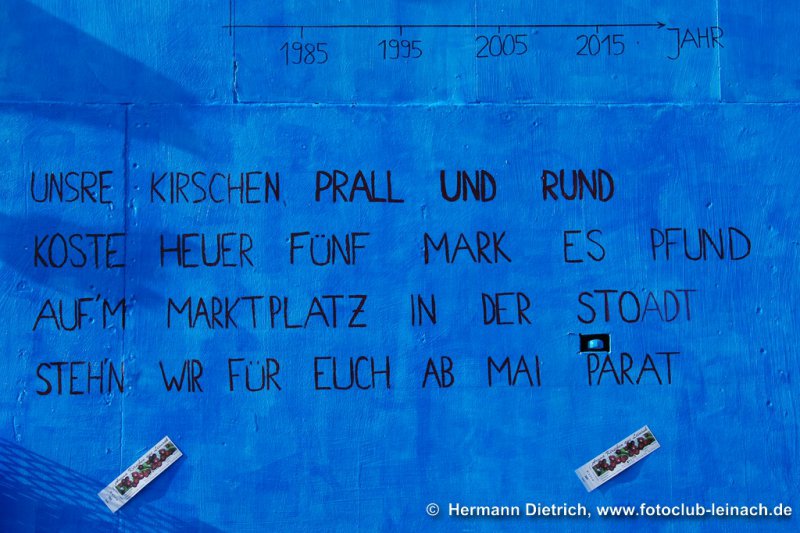 1985 1995 2005 2015 JAHR
UNSRE KIRSCHEN PRALL UND RUND
KOSTE HEUER FÜNF MARK ES PFUND
AUF'M MARKTPLATZ IN DER STOADT
STEH'N WIR FÜR EUCH AB MAI PARAT
© Hermann Dietrich, www.fotoclub-leinach.de